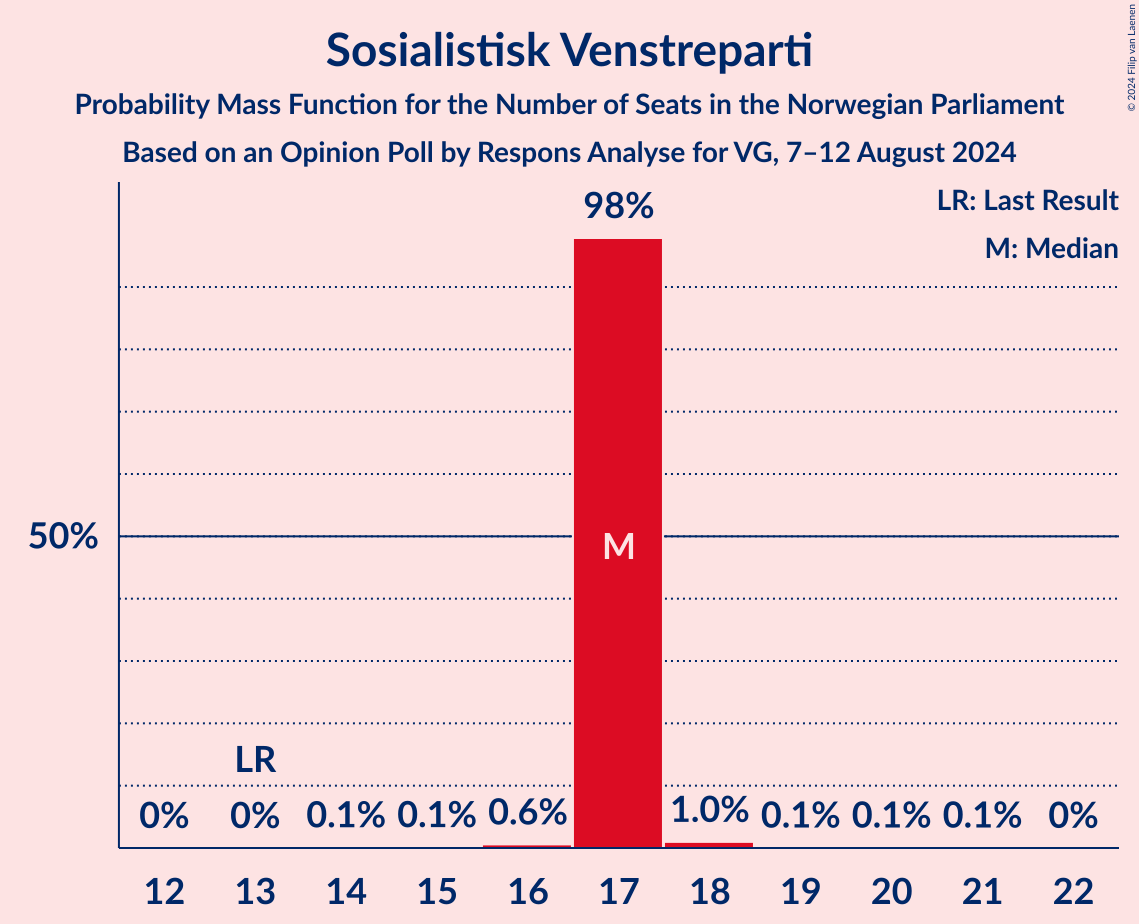 Sosialistisk Venstreparti
Probability Mass Function for the Number of Seats in the Norwegian Parliament
Based on an Opinion Poll by Respons Analyse for VG, 7–12 August 2024
© 2024 Filip van Laenen
LR: Last Result
M: Median
98%
50%
M
LR
0% 0% 0.1% 0.1% 0.6% 1.0% 0.1% 0.1% 0.1% 0%
12 13 14 15 16 17 18 19 20 21 22